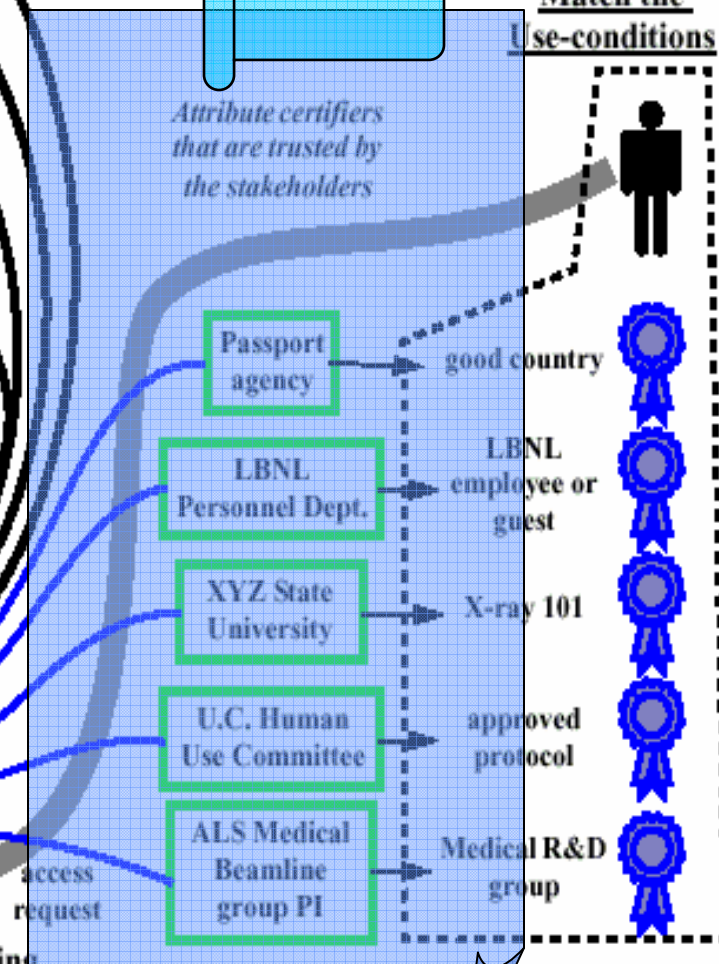 Match the
Use-conditions
Attribute certifiers
that are trusted by
the stakeholders
Passport
agency
good country
LBNL
Personnel Dept.
LBNL
employee or
guest
XYZ State
University
X-ray 101
U.C. Human
Use Committee
approved
protocol
ALS Medical
Beamline
group PI
Medical R&D
group
access
request